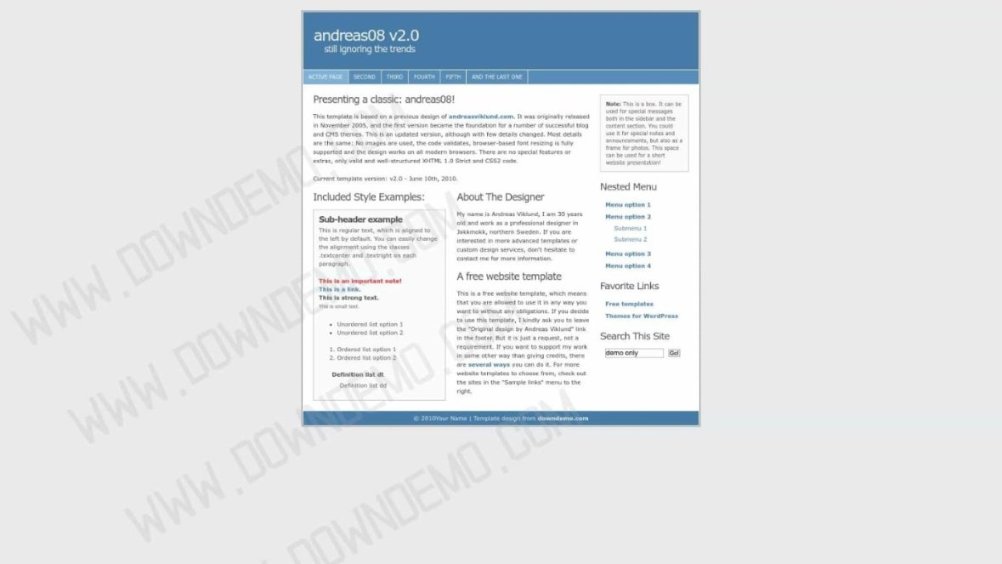 andreas08 v2.0
still ignoring the trends
ACTIVE PAGE SECOND THIRD FOURTH FIFTH AND THE LAST ONE
Presenting a classic: andreas08!
This template is based on a previous design of andreasviklund.com. It was originally released
in November 2005, and the first version became the foundation for a number of successful blog
and CMS themes. This is an updated version, although with few details changed. Most details
are the same: No images are used, the code validates, browser-based font resizing is fully
supported and the design works on all modern browsers. There are no special features or
extras, only valid and well-structured XHTML 1.0 Strict and CSS2 code.
Current template version: v2.0 - June 10th, 2010.
Included Style Examples:
Sub-header example
This is regular text, which is aligned to
the left by default. You can easily change
the alignment using the classes
.textcenter and .textright on each
paragraph.
This is an important note!
This is a link.
This is strong text.
This is small text.
• Unordered list option 1
• Unordered list option 2
1. Ordered list option 1
2. Ordered list option 2
Definition list dt
Definition list dd
About The Designer
My name is Andreas Viklund, I am 30 years
old and work as a professional designer in
Jokkmokk, northern Sweden. If you are
interested in more advanced templates or
custom design services, don't hesitate to
contact me for more information.
A free website template
This is a free website template, which means
that you are allowed to use it in any way you
want to without any obligations. If you decide
to use this template, I kindly ask you to leave
the "Original design by Andreas Viklund" link
in the footer. But it is just a request, not a
requirement. If you want to support my work
in some other way than giving credits, there
are several ways you can do it. For more
website templates to choose from, check out
the sites in the "Sample links" menu to the
right.
Note: This is a box. It can be
used for special messages
both in the sidebar and the
content section. You could
use it for special notes and
announcements, but also as a
frame for photos. This space
can be used for a short
website presentation!
Nested Menu
Menu option 1
Menu option 2
Submenu 1
Submenu 2
Menu option 3
Menu option 4
Favorite Links
Free templates
Themes for WordPress
Search This Site
demo only Go!
© 2010Your Name | Template design from downdemo.com
WWW.DOWNDEMO.COM
WWW.DOWNDEMO.COM
WWW.DOWNDEMO.COM
WWW.DOWNDEMO.COM